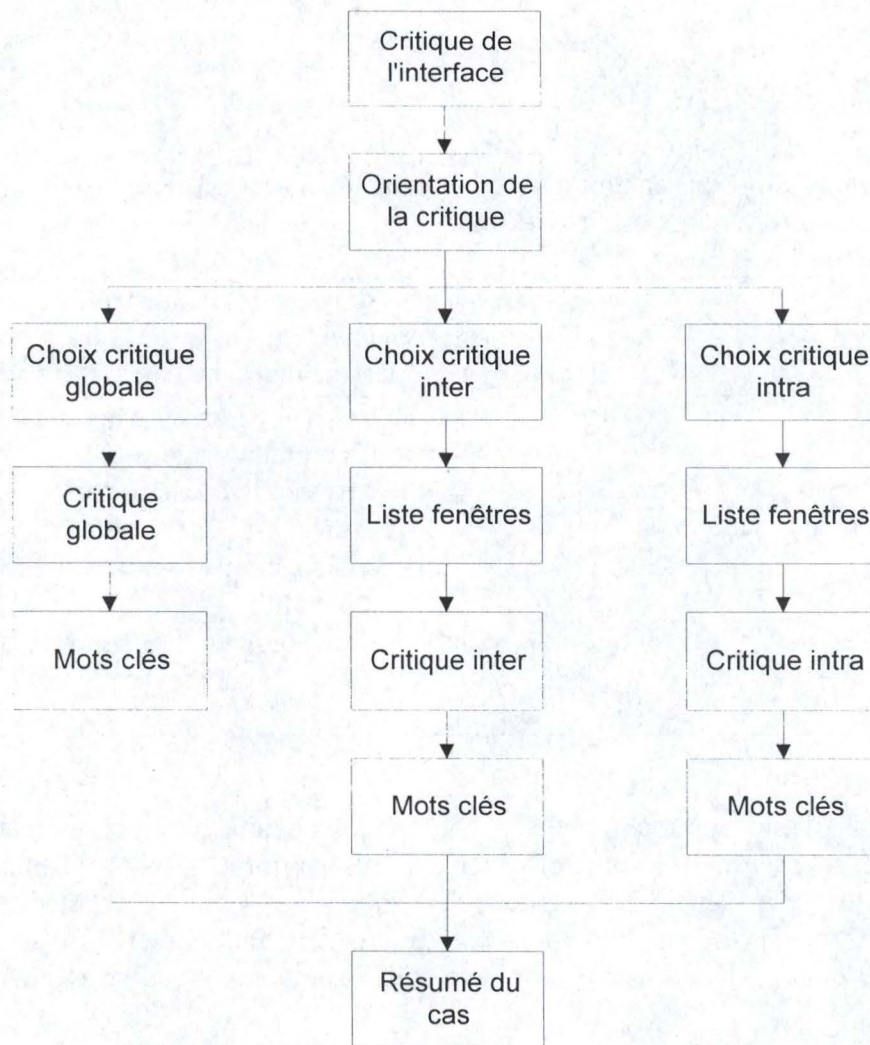 Critique de
l'interface
Orientation de
la critique
Choix critique
globale
Choix critique
inter
Choix critique
intra
Critique
globale
Liste fenêtres
Liste fenêtres
Mots clés
Critique inter
Critique intra
Mots clés
Mots clés
Résumé du
cas